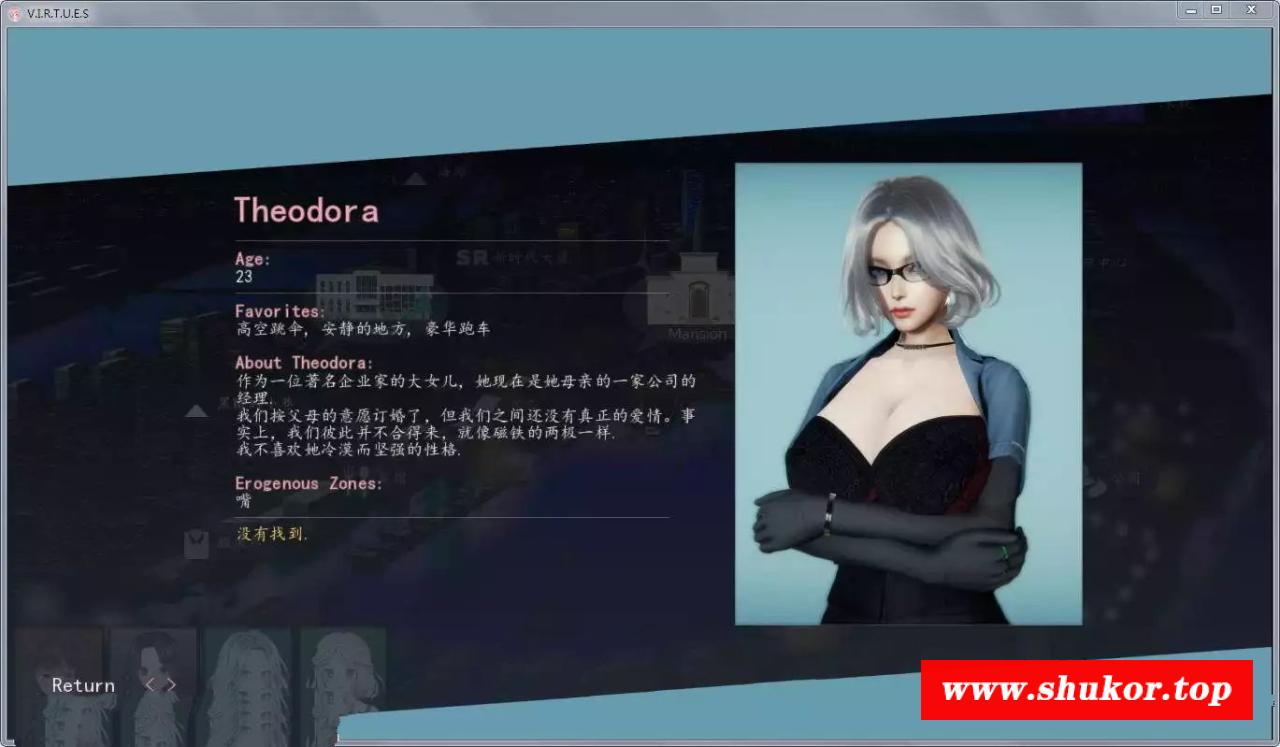 V.I.R.T.U.E.S
Theodora
Age:
23
SR 新时代大厦
Favorites:
高空跳伞, 安静的地方, 豪华跑车
Mansion
About Theodora:
作为一位著名企业家的大女儿, 她现在是她母亲的一家公司的
经理.
我们按父母的意愿订婚了, 但我们之间还没有真正的爱情。事
实上, 我们彼此并不合得来, 就像磁铁的两极一样.
我不喜欢她冷漠而坚强的性格.
Erogenous Zones:
嘴
没有找到.
Return < >
www.shukor.top